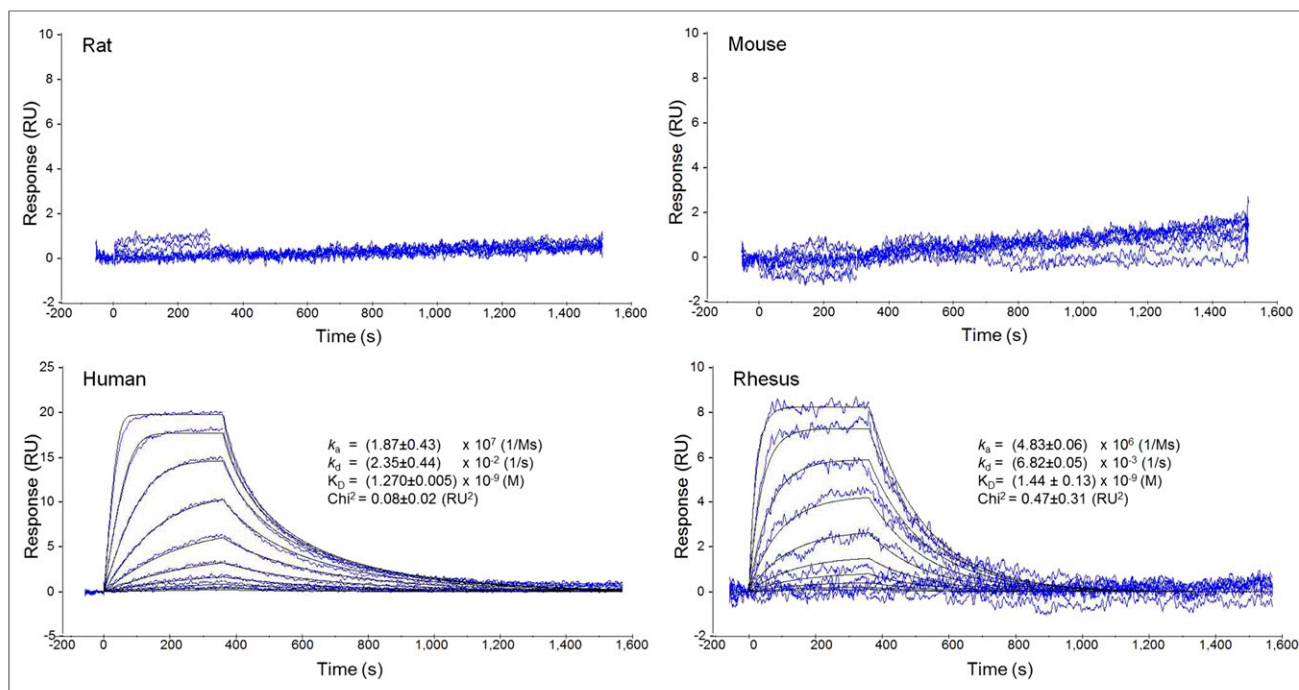 Rat
Response (RU)
10
8
6
4
2
0
-2
-200 0 200 400 600 800 1,000 1,200 1,400 1,600
Time (s)
Mouse
Response (RU)
10
8
6
4
2
0
-2
-200 0 200 400 600 800 1,000 1,200 1,400 1,600
Time (s)
Human
Response (RU)
25
20
15
10
5
0
-5
kₐ = (1.87±0.43) x 10⁷ (1/Ms)
k_d = (2.35±0.44) x 10⁻² (1/s)
K_D = (1.270±0.005) x 10⁻⁹ (M)
Chi² = 0.08±0.02 (RU²)
-200 0 200 400 600 800 1,000 1,200 1,400 1,600
Time (s)
Rhesus
Response (RU)
10
8
6
4
2
0
-2
kₐ = (4.83±0.06) x 10⁶ (1/Ms)
k_d = (6.82±0.05) x 10⁻³ (1/s)
K_D= (1.44 ± 0.13) x 10⁻⁹ (M)
Chi² = 0.47±0.31 (RU²)
-200 0 200 400 600 800 1,000 1,200 1,400 1,600
Time (s)